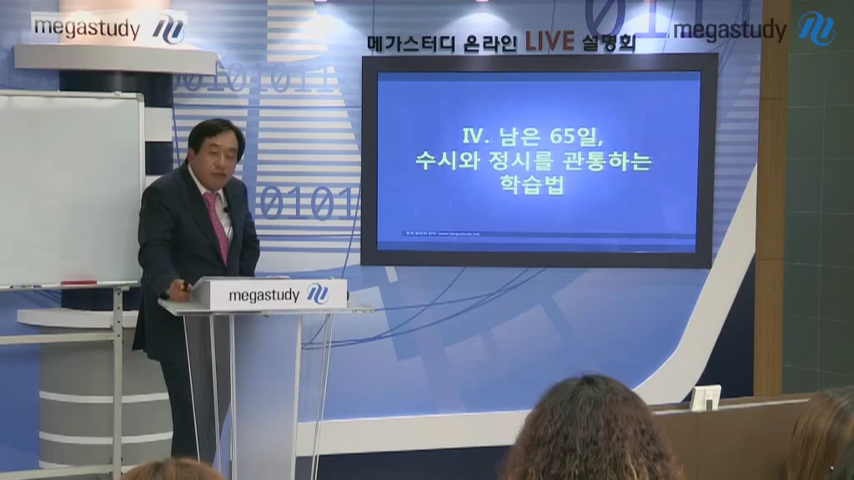 megastudy
메가스터디 온라인 LIVE 설명회
megastudy
Ⅳ. 남은 65일,
수시와 정시를 관통하는
학습법
megastudy